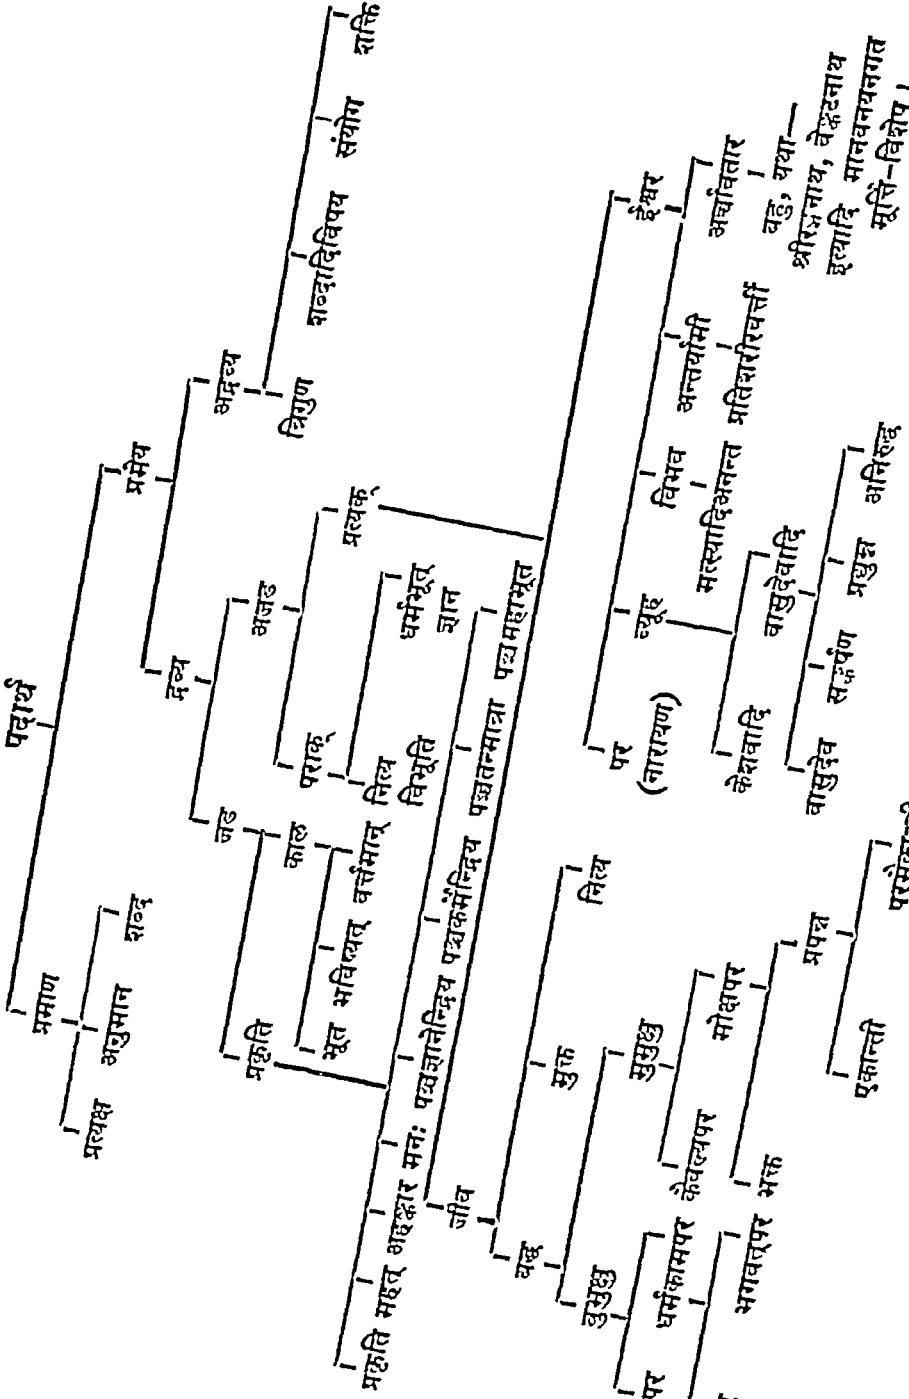 पदार्थ
प्रमाण प्रमेय
प्रत्यक्ष अनुमान शब्द
द्रव्य अद्रव्य
त्रिगुण शब्दादिविषय संयोग शक्ति
जड अजड
प्रकृति काल
पराक् प्रत्यक्
भूत भविष्यत् वर्त्तमान्
नित्य धर्मभूत्
विभूति ज्ञान
प्रकृति महत् अहङ्कार मनः पञ्चज्ञानेन्द्रिय पञ्चकर्मेन्द्रिय पञ्चतन्मात्रा पञ्चमहाभूत
जीव ईश्वर
बद्ध मुक्त नित्य
पर व्यूह विभव अन्तर्यामी अर्चावतार
(नारायण)
मत्स्यादिअनन्त प्रतिशरीरवर्त्ती
बहु, यथा—
श्रीरङ्गनाथ, वेङ्कटनाथ
इत्यादि मानवनयनगत
मूर्त्ति-विशेष।
केशवादि वासुदेवादि
वासुदेव सङ्कर्षण प्रद्युम्न अनिरुद्ध
बुभुक्षु मुमुक्षु
पर धर्मकामपर कैवल्यपर मोक्षपर
भगवत्पर भक्त प्रपन्न
एकान्ती